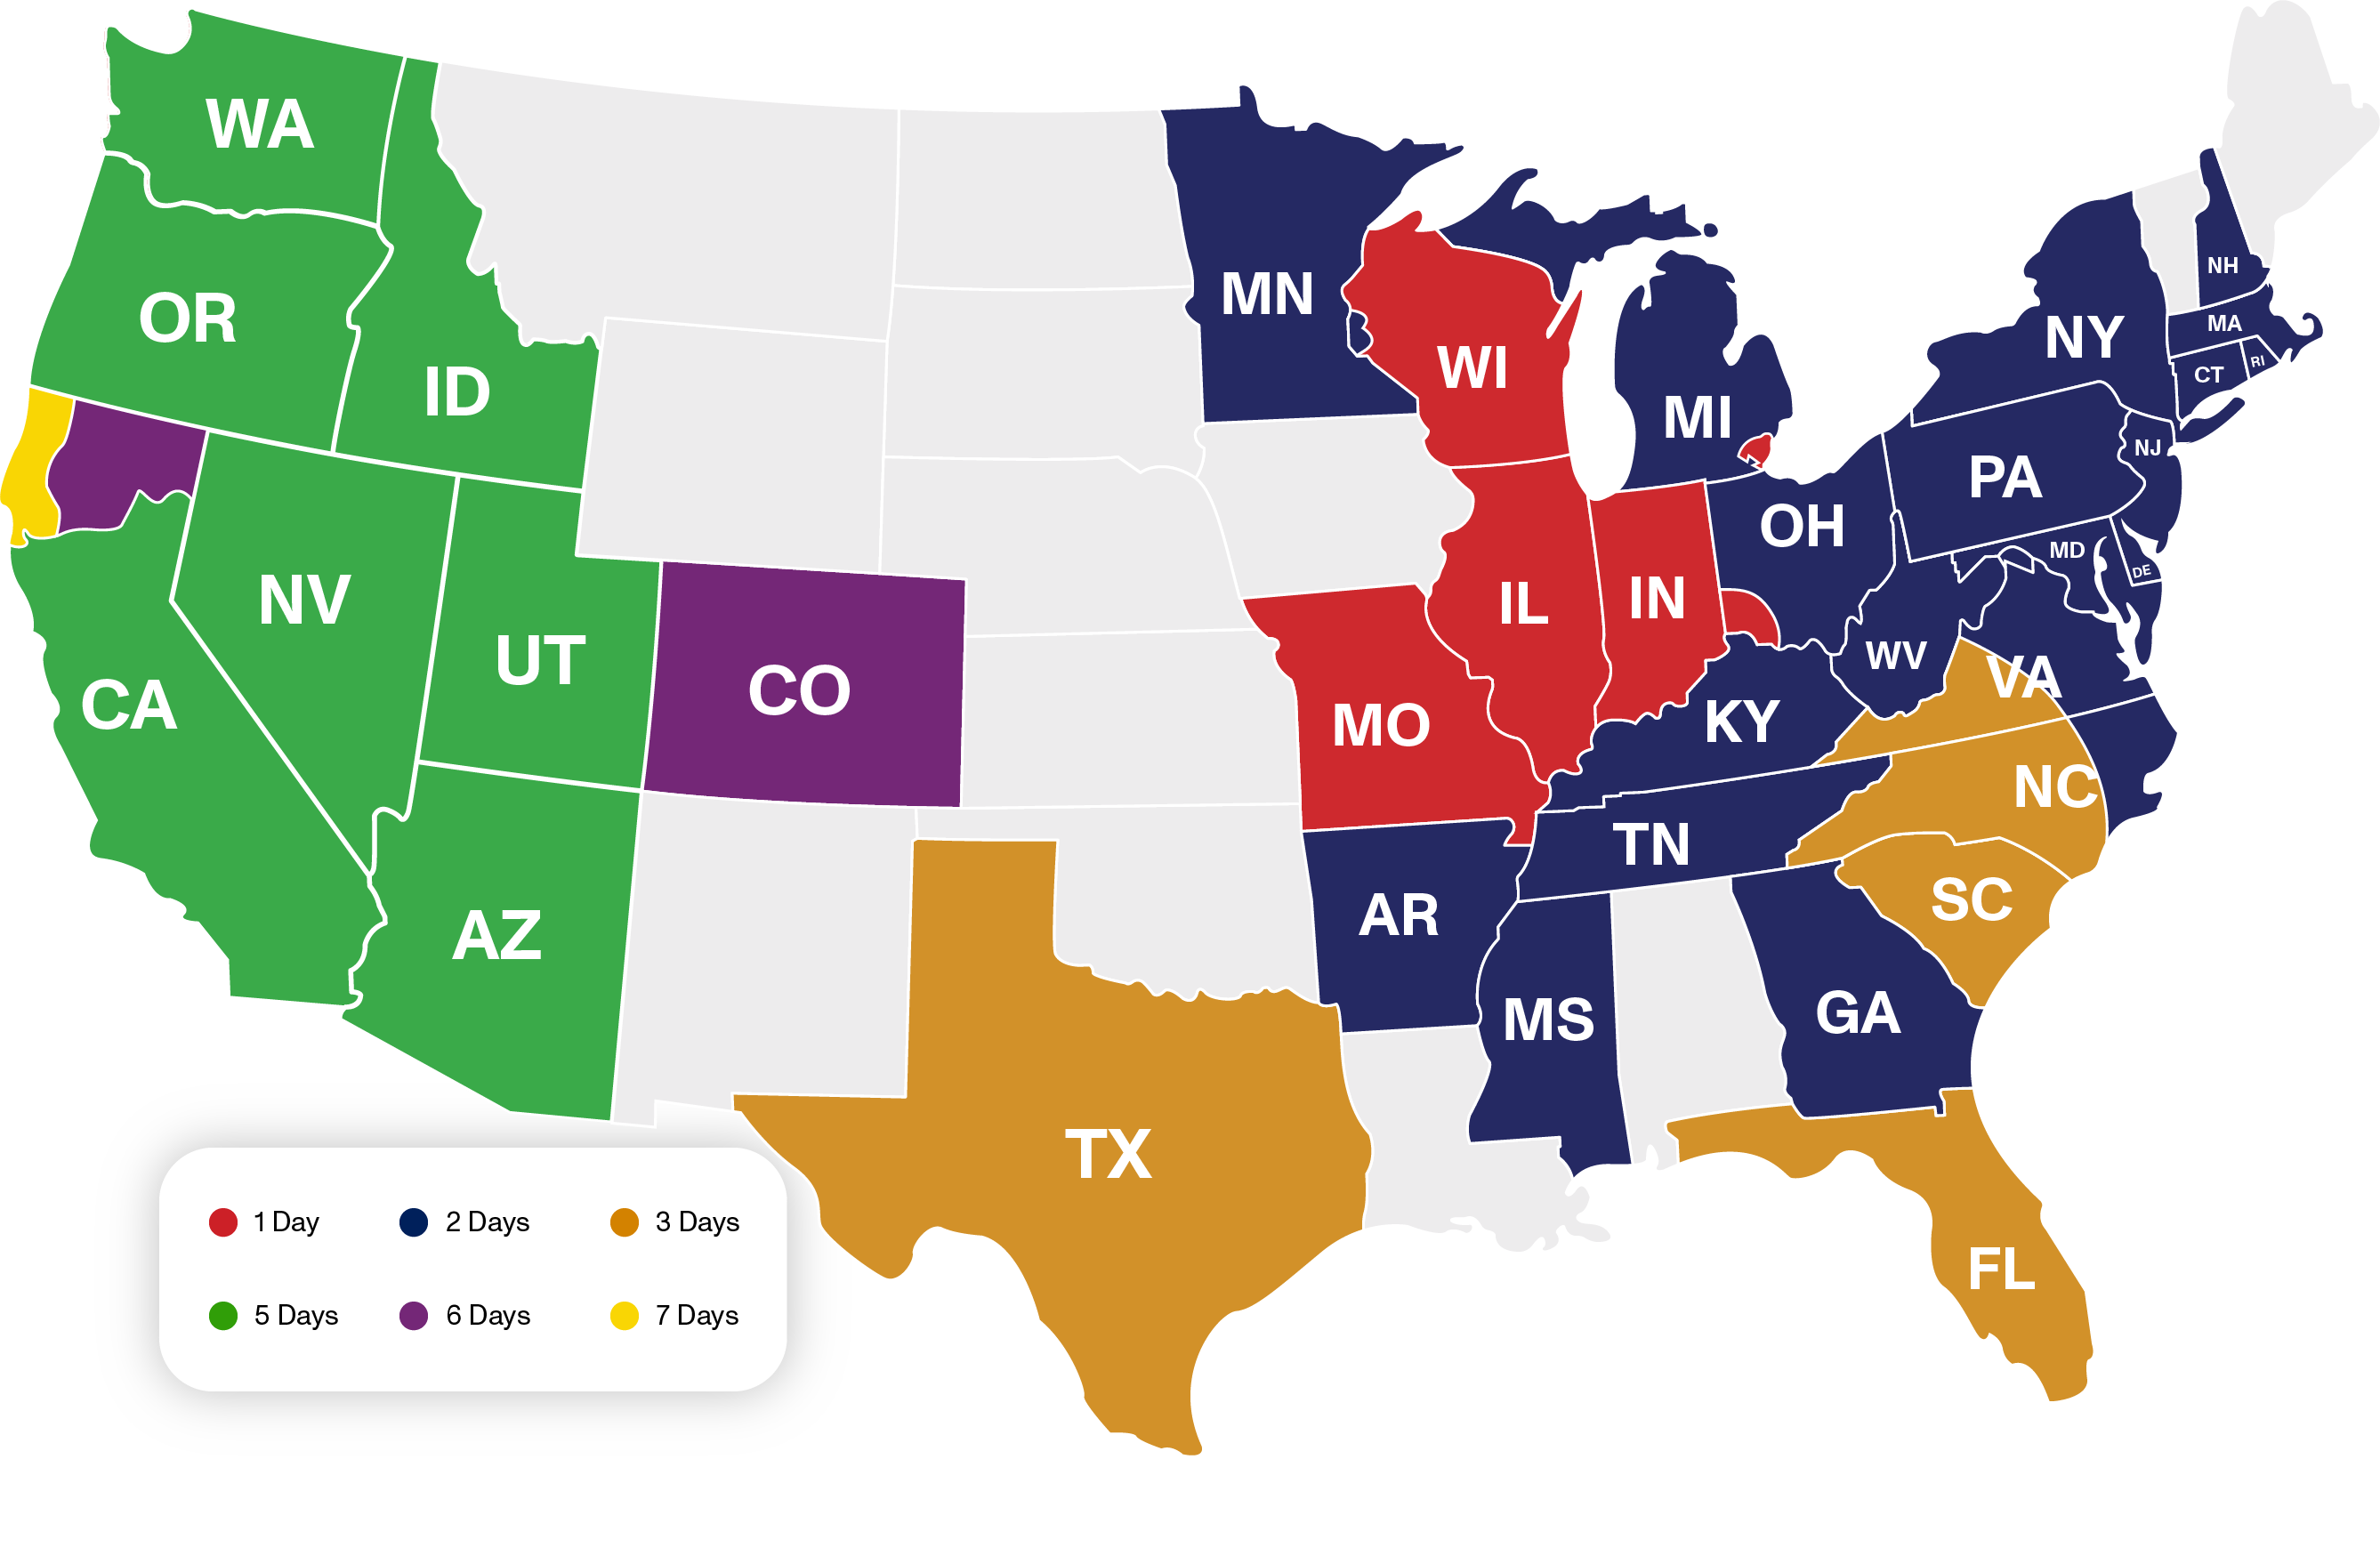 WA
OR
ID
MN
WI
MI
NY
NH
MA
CT
RI
PA
NJ
OH
MD
DE
NV
UT
CO
CA
IL
IN
WV
VA
MO
KY
NC
TN
AZ
AR
SC
MS
GA
TX
FL
1 Day
2 Days
3 Days
5 Days
6 Days
7 Days